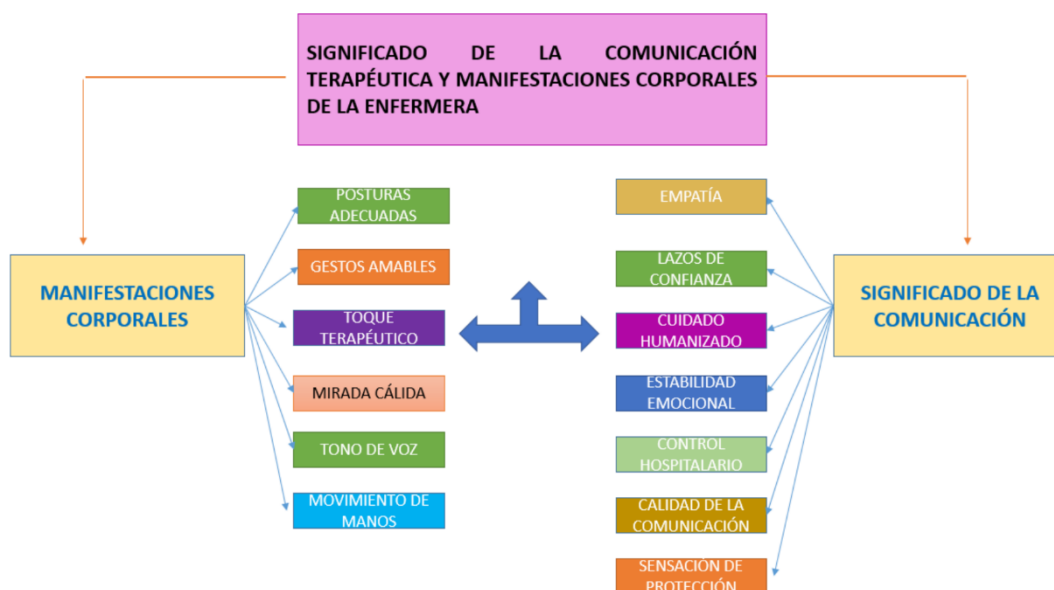 SIGNIFICADO DE LA COMUNICACIÓN
TERAPÉUTICA Y MANIFESTACIONES CORPORALES
DE LA ENFERMERA
MANIFESTACIONES
CORPORALES
POSTURAS
ADECUADAS
GESTOS AMABLES
TOQUE
TERAPÉUTICO
MIRADA CÁLIDA
TONO DE VOZ
MOVIMIENTO DE
MANOS
EMPATÍA
LAZOS DE
CONFIANZA
CUIDADO
HUMANIZADO
ESTABILIDAD
EMOCIONAL
CONTROL
HOSPITALARIO
CALIDAD DE LA
COMUNICACIÓN
SENSACIÓN DE
PROTECCIÓN
SIGNIFICADO DE LA
COMUNICACIÓN